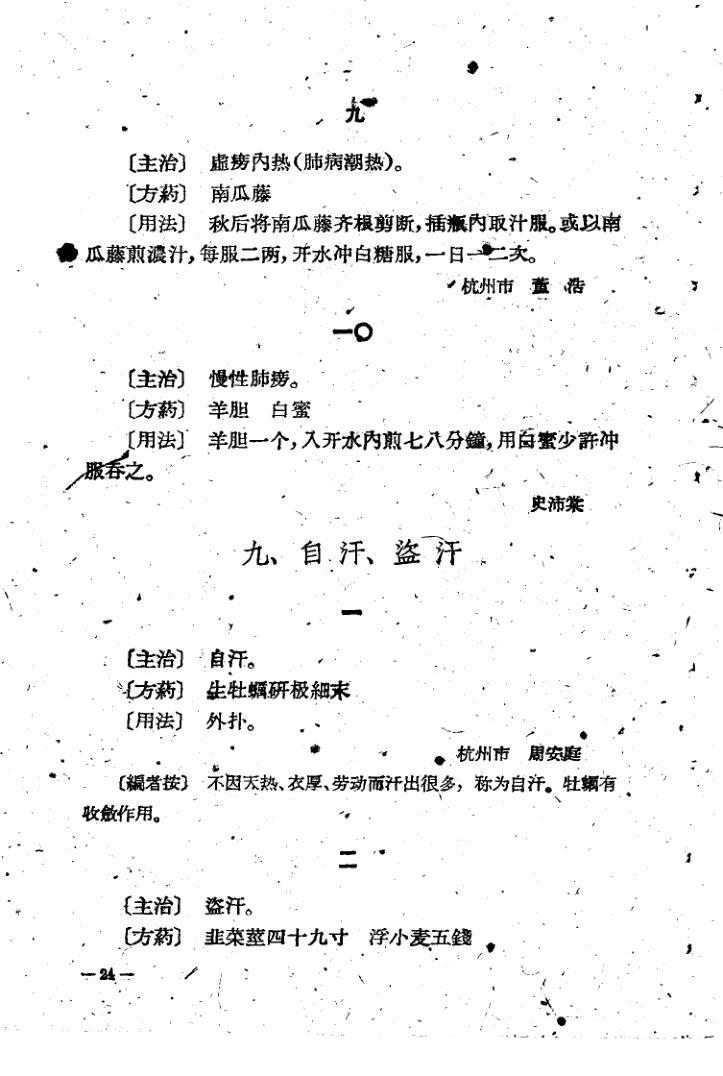 九
〔主治〕 虛痨内热(肺病潮热)。
〔方葯〕 南瓜藤
〔用法〕 秋后将南瓜藤齐根剪断,插瓶内取汁服。或以南
瓜藤煎濃汁,每服二两,开水冲白糖服,一日一二次。
杭州市 董 浩
一〇
〔主治〕 慢性肺痨。
〔方葯〕 羊胆 白蜜
〔用法〕 羊胆一个,入开水内煎七八分鐘,用白蜜少許冲
服吞之。
史沛棠
九、自汗、盜汗
一
〔主治〕 自汗。
〔方葯〕 生牡蠣研极細末
〔用法〕 外扑。
杭州市 周安庭
〔編者按〕 不因天热、衣厚、劳动而汗出很多,称为自汗。牡蠣有
收斂作用。
二
〔主治〕 盜汗。
〔方葯〕 韭菜莖四十九寸 浮小麦五錢
— 24 —